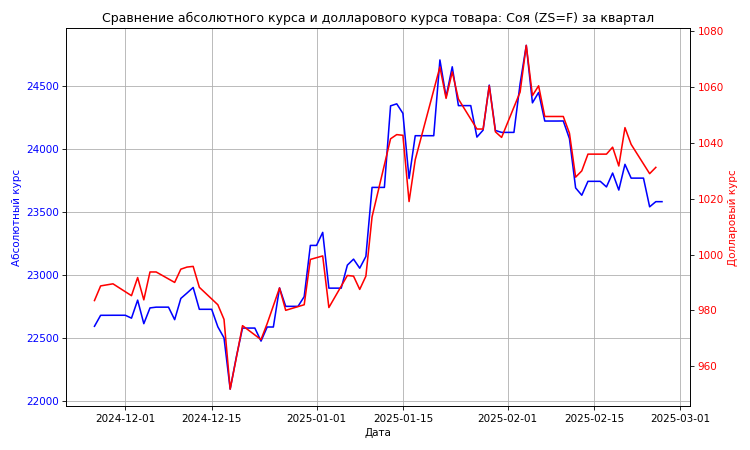 Сравнение абсолютного курса и долларового курса товара: Соя (ZS=F) за квартал
1080
24500
1060
24000
1040
23500
1020
23000
1000
980
22500
960
22000
Абсолютный курс
Долларовый курс
2024-12-01 2024-12-15 2025-01-01 2025-01-15 2025-02-01 2025-02-15 2025-03-01
Дата